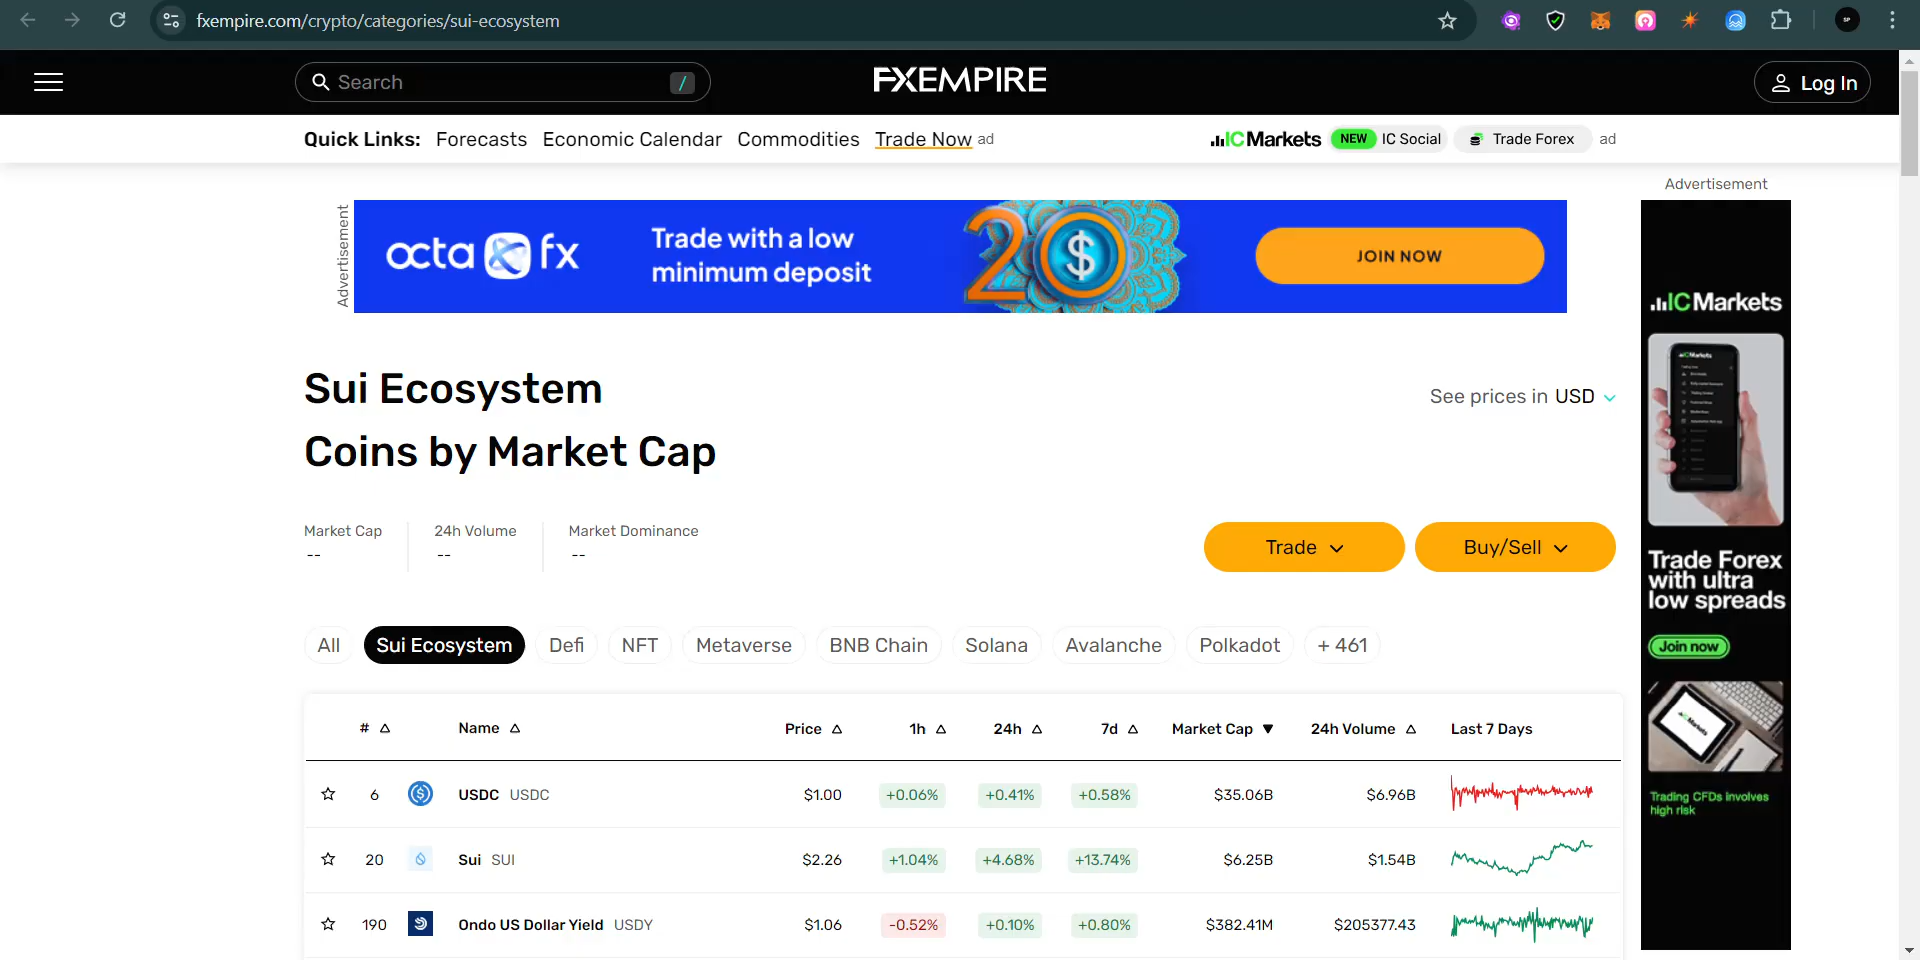 fxempire.com/crypto/categories/sui-ecosystem
SP
Search /
FXEMPIRE
Log In
Quick Links: Forecasts Economic Calendar Commodities Trade Now ad
ICMarkets NEW IC Social Trade Forex ad
Advertisement
Advertisement
octa fx
Trade with a low
minimum deposit
20 $
JOIN NOW
Sui Ecosystem
Coins by Market Cap
See prices in USD
Market Cap 24h Volume Market Dominance
-- -- --
Trade Buy/Sell
All Sui Ecosystem Defi NFT Metaverse BNB Chain Solana Avalanche Polkadot + 461
# Name Price 1h 24h 7d Market Cap 24h Volume Last 7 Days
6 USDC USDC $1.00 +0.06% +0.41% +0.58% $35.06B $6.96B
20 Sui SUI $2.26 +1.04% +4.68% +13.74% $6.25B $1.54B
190 Ondo US Dollar Yield USDY $1.06 -0.52% +0.10% +0.80% $382.41M $205377.43
ICMarkets
ICMarkets
Trade Forex
with ultra
low spreads
Join now
ICMarkets
Trading CFDs involves
high risk